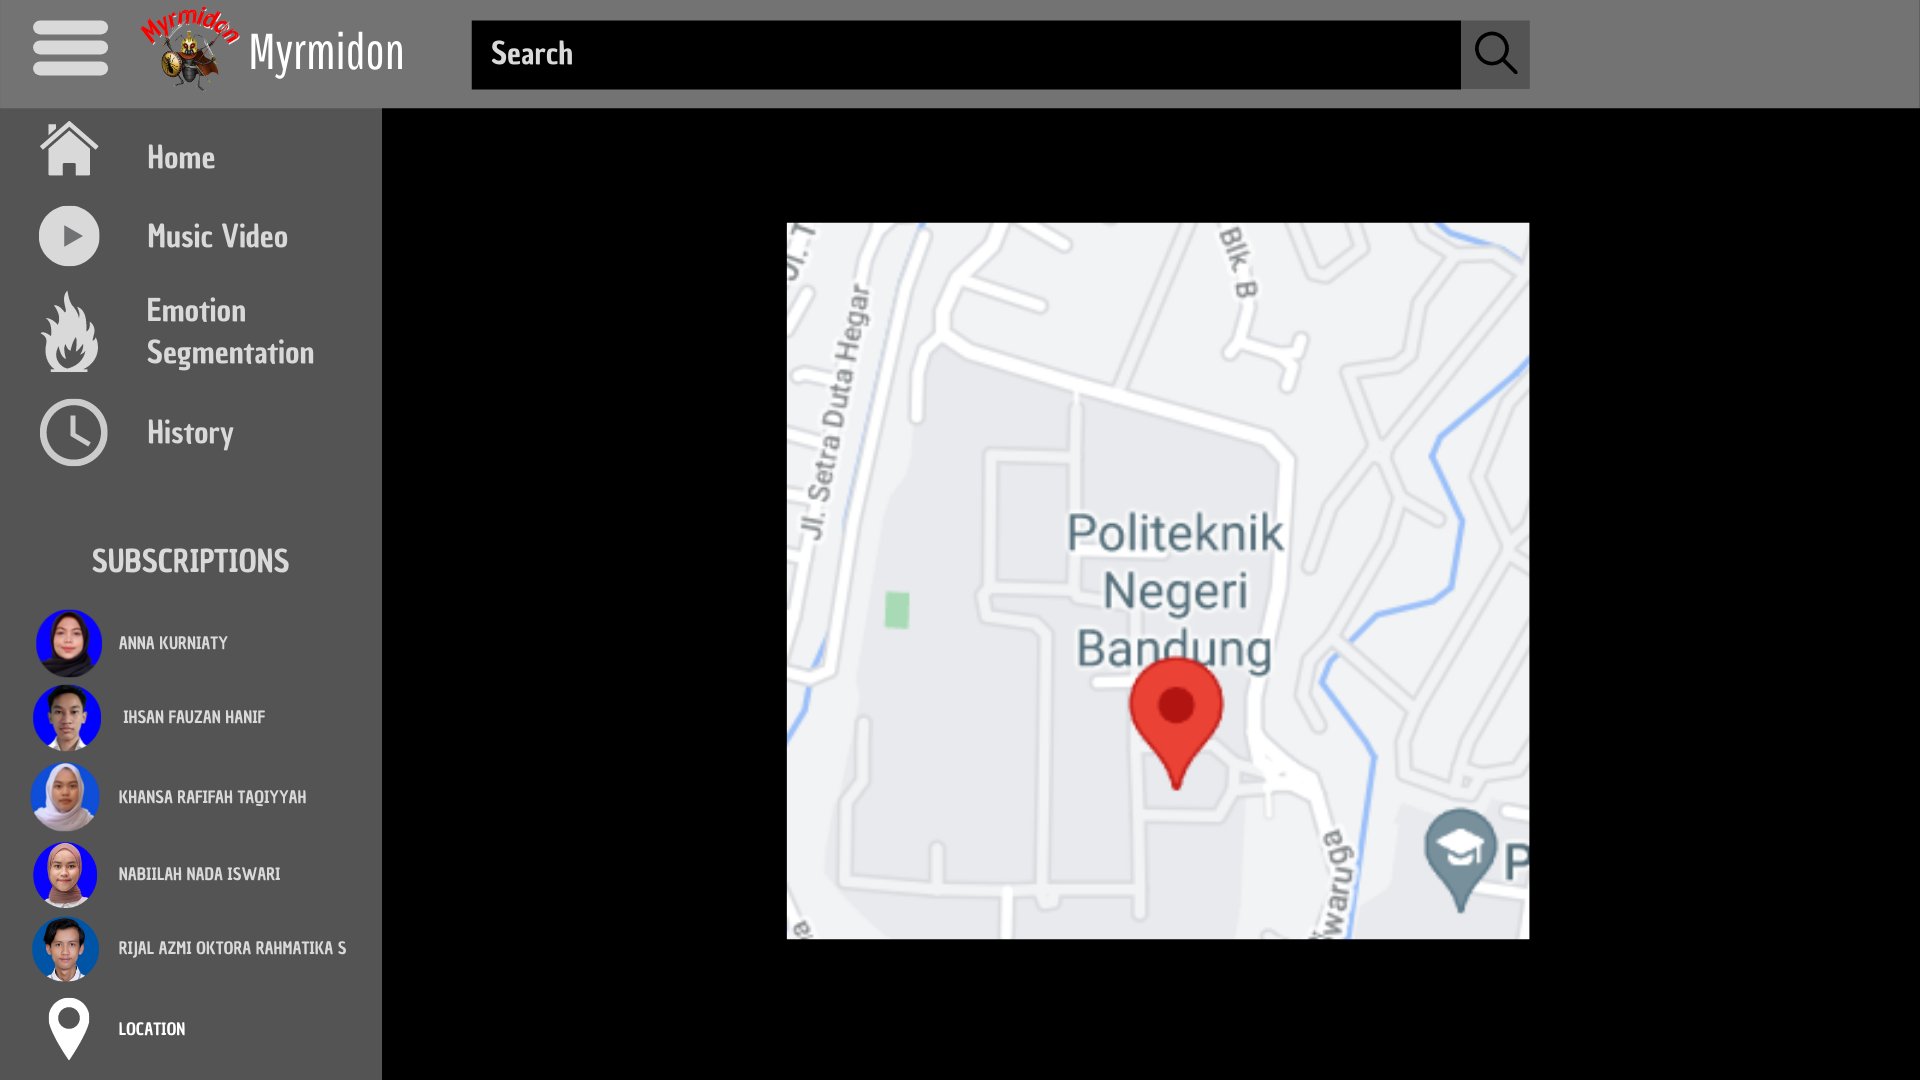 Myrmidon
Myrmidon
Search
Home
Music Video
Emotion
Segmentation
History
SUBSCRIPTIONS
ANNA KURNIATY
IHSAN FAUZAN HANIF
KHANSA RAFIFAH TAQIYYAH
NABIILAH NADA ISWARI
RIJAL AZMI OKTORA RAHMATIKA S
LOCATION
Jl. T
Blk. B
Jl. Setra Duta Hegar
Politeknik
Negeri
Bandung
P